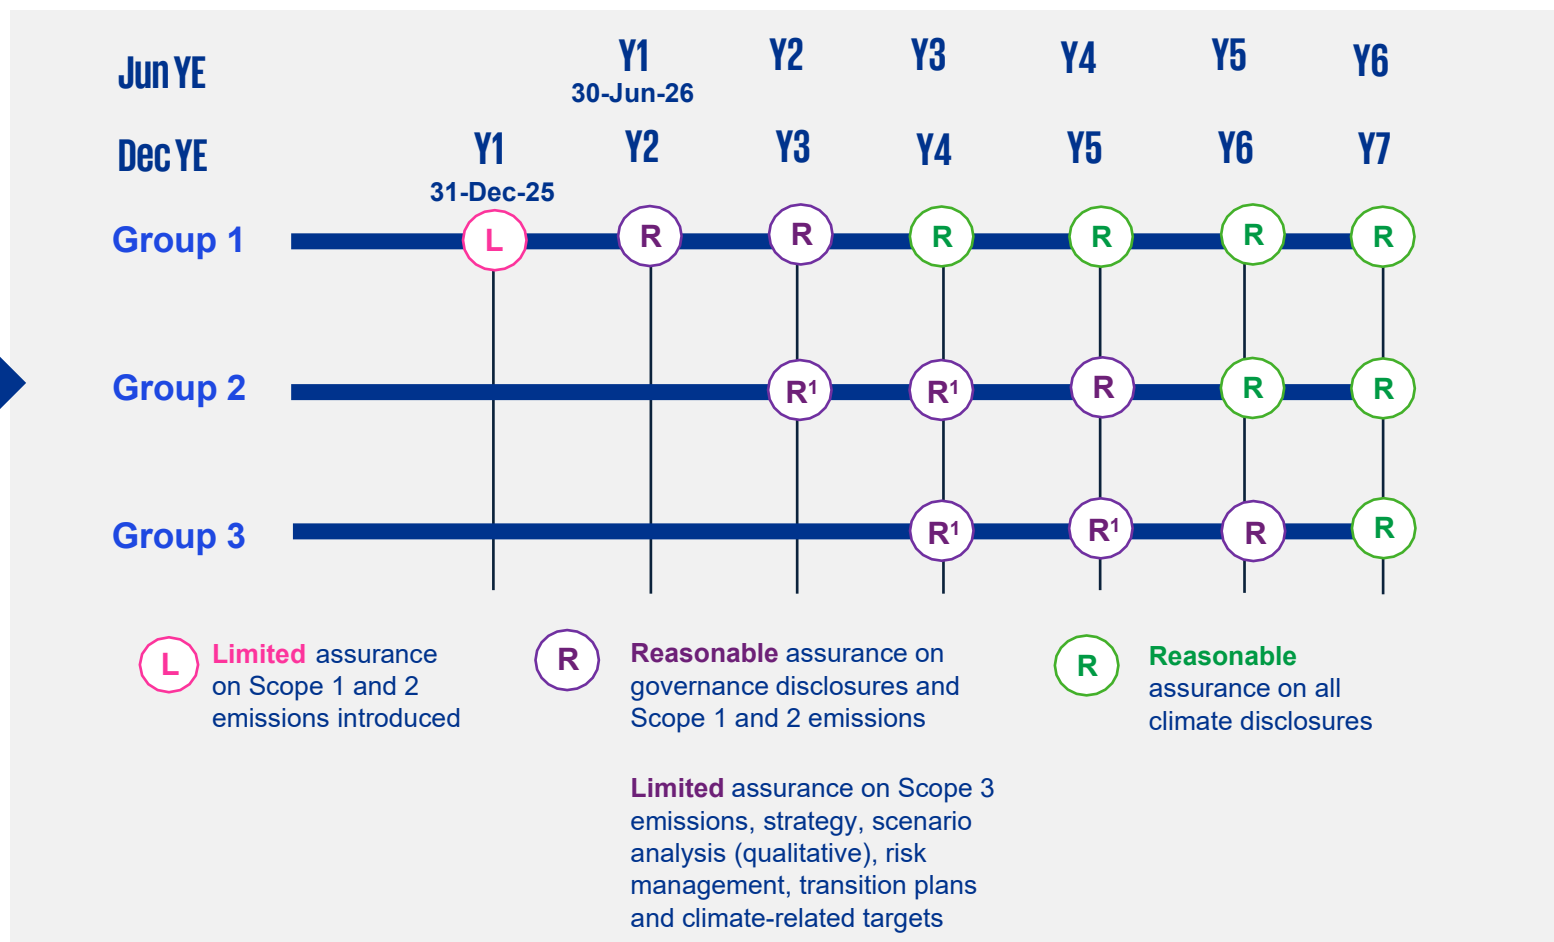 Jun YE Y1 Y2 Y3 Y4 Y5 Y6
30-Jun-26
Dec YE Y1 Y2 Y3 Y4 Y5 Y6 Y7
31-Dec-25
Group 1 L R R R R R R
Group 2 R¹ R¹ R R R
Group 3 R¹ R¹ R R
L
Limited assurance
on Scope 1 and 2
emissions introduced
R
Reasonable assurance on
governance disclosures and
Scope 1 and 2 emissions
Limited assurance on Scope 3
emissions, strategy, scenario
analysis (qualitative), risk
management, transition plans
and climate-related targets
R
Reasonable
assurance on all
climate disclosures